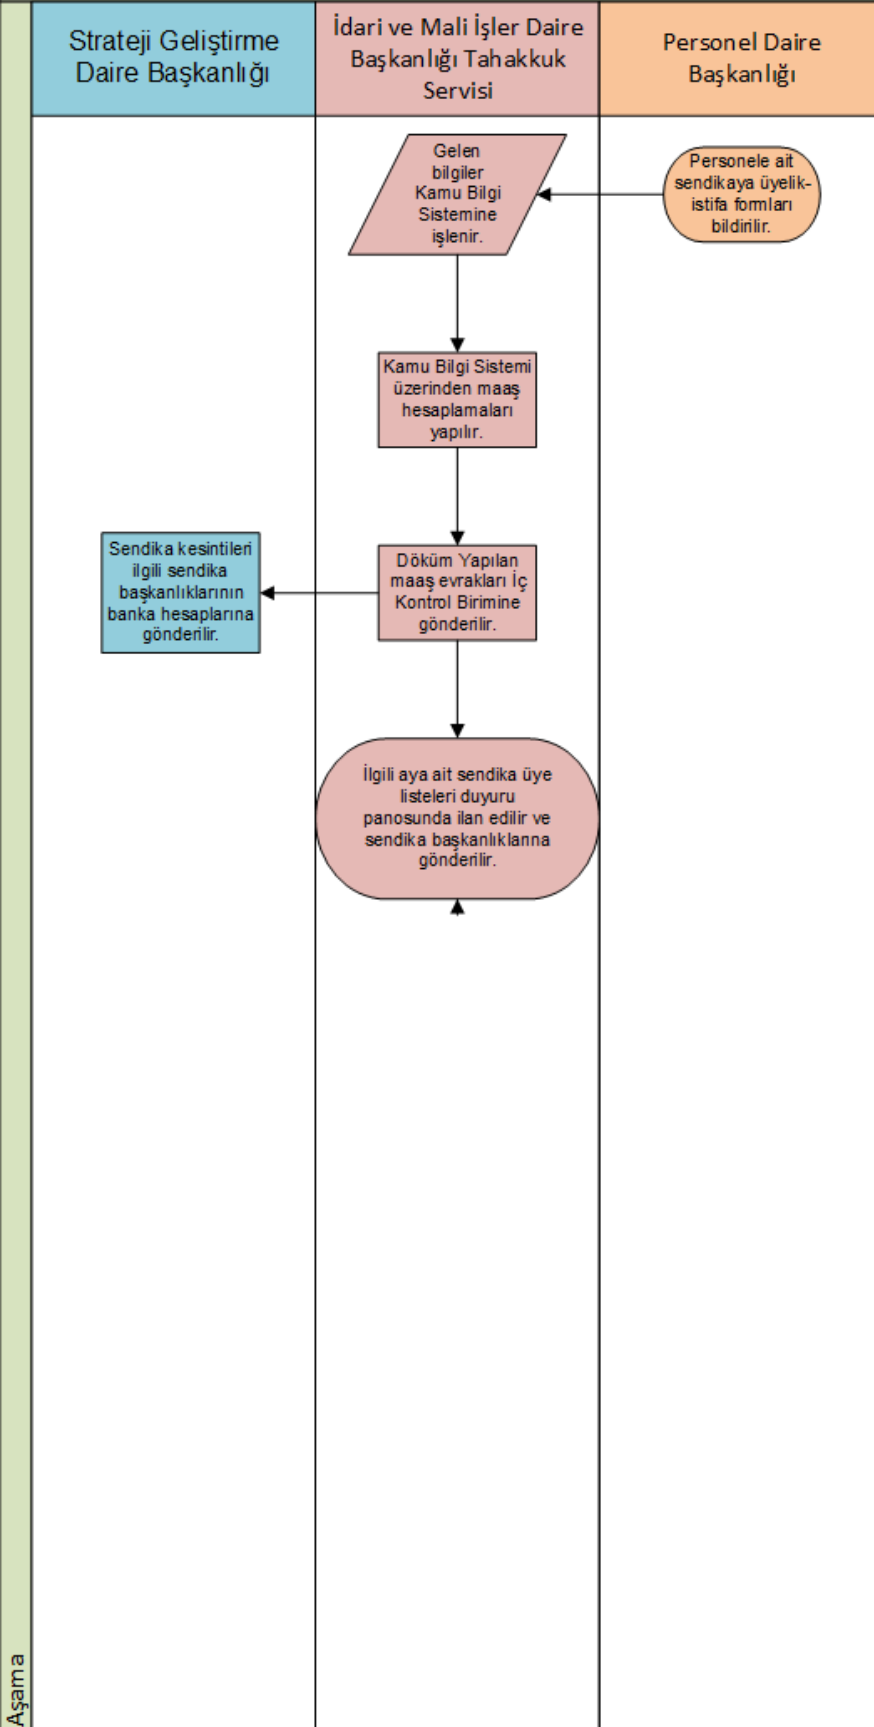 Strateji Geliştirme
Daire Başkanlığı
İdari ve Mali İşler Daire
Başkanlığı Tahakkuk
Servisi
Personel Daire
Başkanlığı
Gelen
bilgiler
Kamu Bilgi
Sistemine
işlenir.
Personele ait
sendikaya üyelik-
istifa formları
bildirilir.
Kamu Bilgi Sistemi
üzerinden maaş
hesaplamaları
yapılır.
Sendika kesintileri
ilgili sendika
başkanlıklarının
banka hesaplarına
gönderilir.
Döküm Yapılan
maaş evrakları İç
Kontrol Birimine
gönderilir.
İlgili aya ait sendika üye
listeleri duyuru
panosunda ilan edilir ve
sendika başkanlıklarına
gönderilir.
Aşama